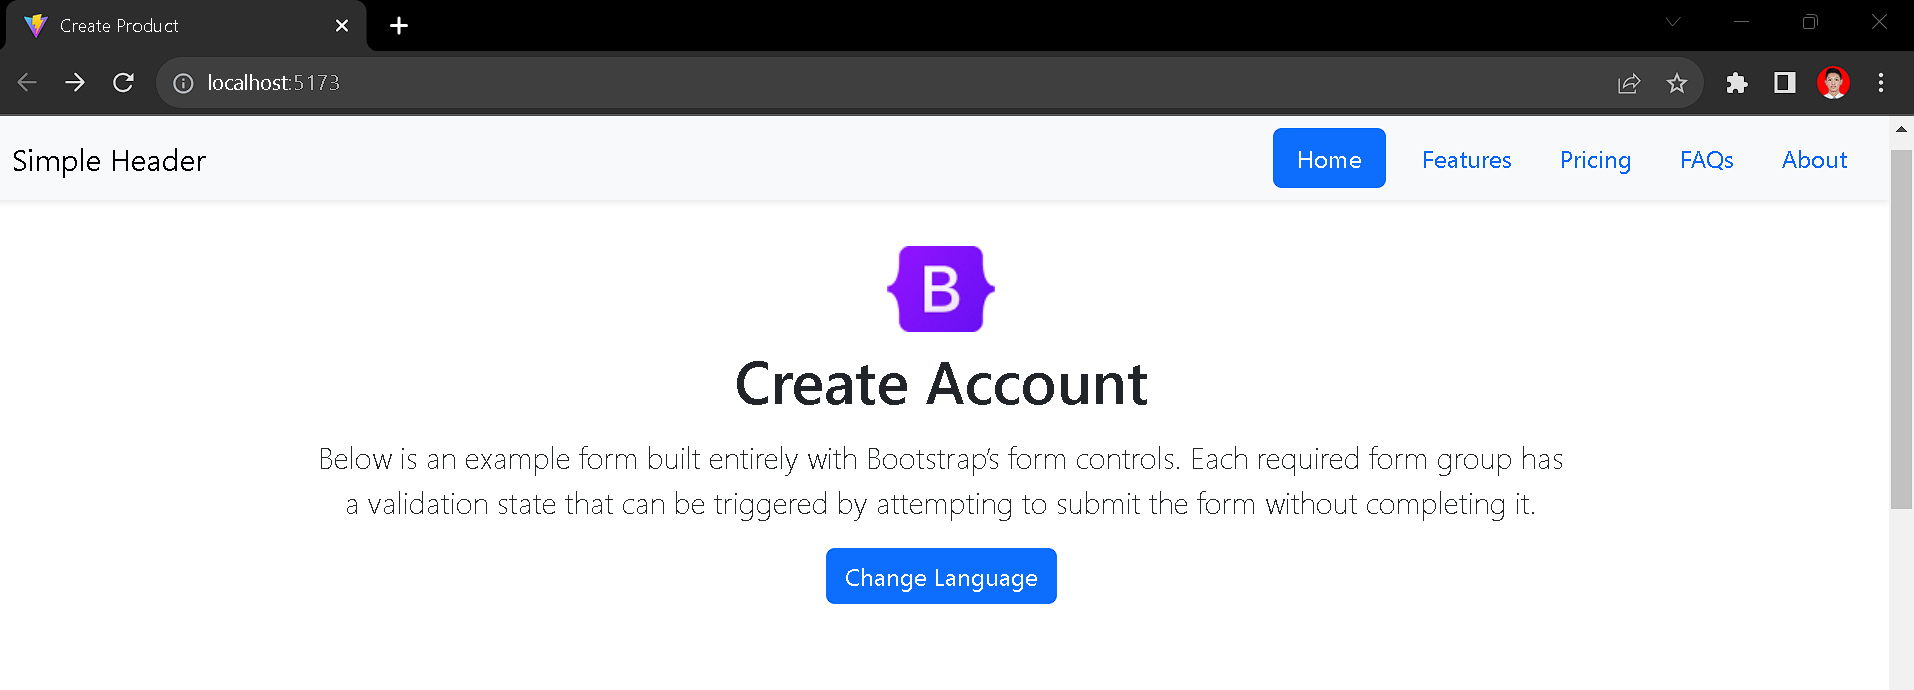 Create Product
localhost:5173
Simple Header
Home
Features
Pricing
FAQs
About
B
Create Account
Below is an example form built entirely with Bootstrap’s form controls. Each required form group has
a validation state that can be triggered by attempting to submit the form without completing it.
Change Language